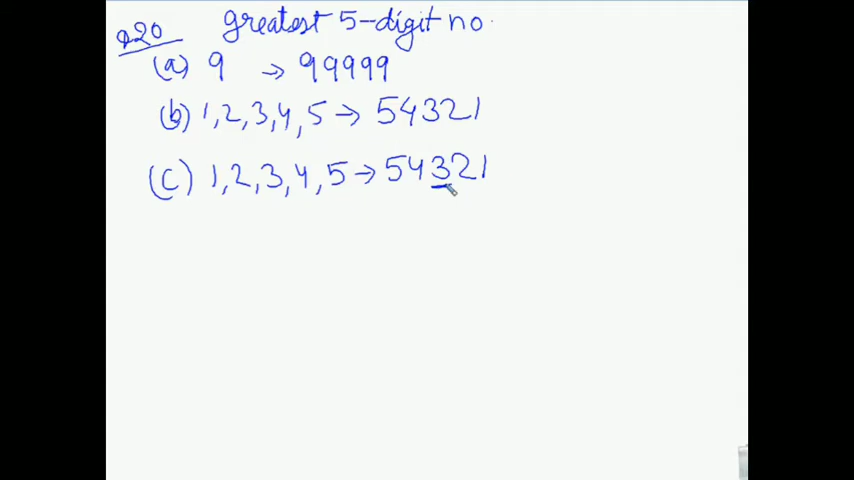 Q20 greatest 5-digit no.
(a) 9 → 99999
(b) 1,2,3,4,5 → 54321
(c) 1,2,3,4,5 → 54321